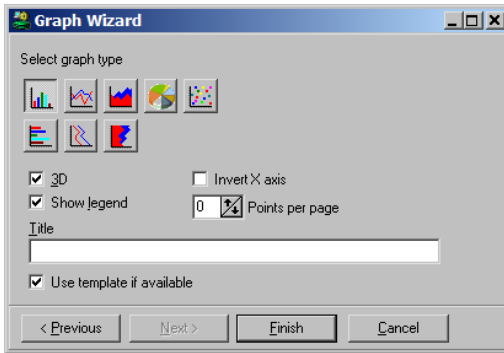 Graph Wizard
Select graph type
3D
Invert X axis
Show legend
0 Points per page
Title
Use template if available
< Previous Next > Finish Cancel